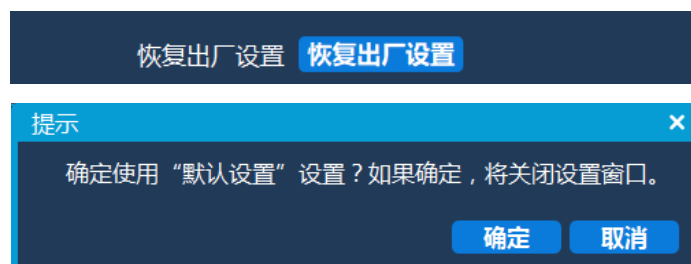 恢复出厂设置 恢复出厂设置
提示 ×
确定使用“默认设置”设置？如果确定，将关闭设置窗口。
确定 取消